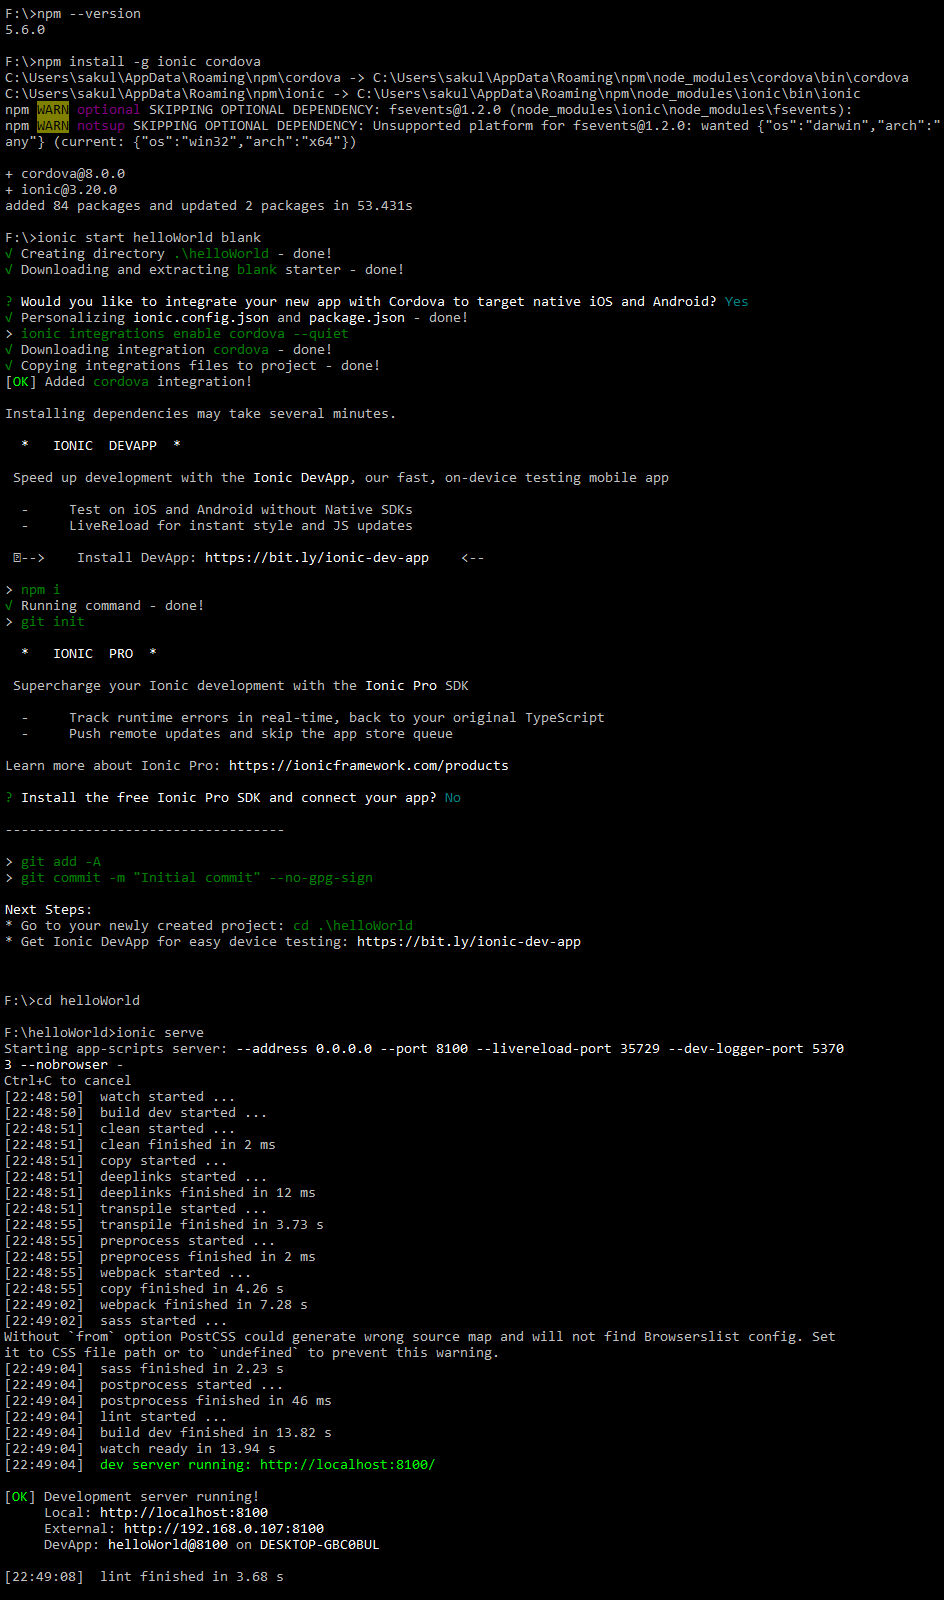 F:\>npm --version
5.6.0
F:\>npm install -g ionic cordova
C:\Users\sakul\AppData\Roaming\npm\cordova -> C:\Users\sakul\AppData\Roaming\npm\node_modules\cordova\bin\cordova
C:\Users\sakul\AppData\Roaming\npm\ionic -> C:\Users\sakul\AppData\Roaming\npm\node_modules\ionic\bin\ionic
npm WARN optional SKIPPING OPTIONAL DEPENDENCY: fsevents@1.2.0 (node_modules\ionic\node_modules\fsevents):
npm WARN notsup SKIPPING OPTIONAL DEPENDENCY: Unsupported platform for fsevents@1.2.0: wanted {"os":"darwin","arch":"
any"} (current: {"os":"win32","arch":"x64"})
+ cordova@8.0.0
+ ionic@3.20.0
added 84 packages and updated 2 packages in 53.431s
F:\>ionic start helloWorld blank
√ Creating directory .\helloWorld - done!
√ Downloading and extracting blank starter - done!
? Would you like to integrate your new app with Cordova to target native iOS and Android? Yes
√ Personalizing ionic.config.json and package.json - done!
> ionic integrations enable cordova --quiet
√ Downloading integration cordova - done!
√ Copying integrations files to project - done!
[OK] Added cordova integration!
Installing dependencies may take several minutes.
* IONIC DEVAPP *
Speed up development with the Ionic DevApp, our fast, on-device testing mobile app
- Test on iOS and Android without Native SDKs
- LiveReload for instant style and JS updates
--> Install DevApp: https://bit.ly/ionic-dev-app <--
> npm i
√ Running command - done!
> git init
* IONIC PRO *
Supercharge your Ionic development with the Ionic Pro SDK
- Track runtime errors in real-time, back to your original TypeScript
- Push remote updates and skip the app store queue
Learn more about Ionic Pro: https://ionicframework.com/products
? Install the free Ionic Pro SDK and connect your app? No
-----------------------------------
> git add -A
> git commit -m "Initial commit" --no-gpg-sign
Next Steps:
* Go to your newly created project: cd .\helloWorld
* Get Ionic DevApp for easy device testing: https://bit.ly/ionic-dev-app
F:\>cd helloWorld
F:\helloWorld>ionic serve
Starting app-scripts server: --address 0.0.0.0 --port 8100 --livereload-port 35729 --dev-logger-port 5370
3 --nobrowser -
Ctrl+C to cancel
[22:48:50]  watch started ...
[22:48:50]  build dev started ...
[22:48:51]  clean started ...
[22:48:51]  clean finished in 2 ms
[22:48:51]  copy started ...
[22:48:51]  deeplinks started ...
[22:48:51]  deeplinks finished in 12 ms
[22:48:51]  transpile started ...
[22:48:55]  transpile finished in 3.73 s
[22:48:55]  preprocess started ...
[22:48:55]  preprocess finished in 2 ms
[22:48:55]  webpack started ...
[22:48:55]  copy finished in 4.26 s
[22:49:02]  webpack finished in 7.28 s
[22:49:02]  sass started ...
Without `from` option PostCSS could generate wrong source map and will not find Browserslist config. Set
it to CSS file path or to `undefined` to prevent this warning.
[22:49:04]  sass finished in 2.23 s
[22:49:04]  postprocess started ...
[22:49:04]  postprocess finished in 46 ms
[22:49:04]  lint started ...
[22:49:04]  build dev finished in 13.82 s
[22:49:04]  watch ready in 13.94 s
[22:49:04]  dev server running: http://localhost:8100/
[OK] Development server running!
Local: http://localhost:8100
External: http://192.168.0.107:8100
DevApp: helloWorld@8100 on DESKTOP-GBC0BUL
[22:49:08]  lint finished in 3.68 s